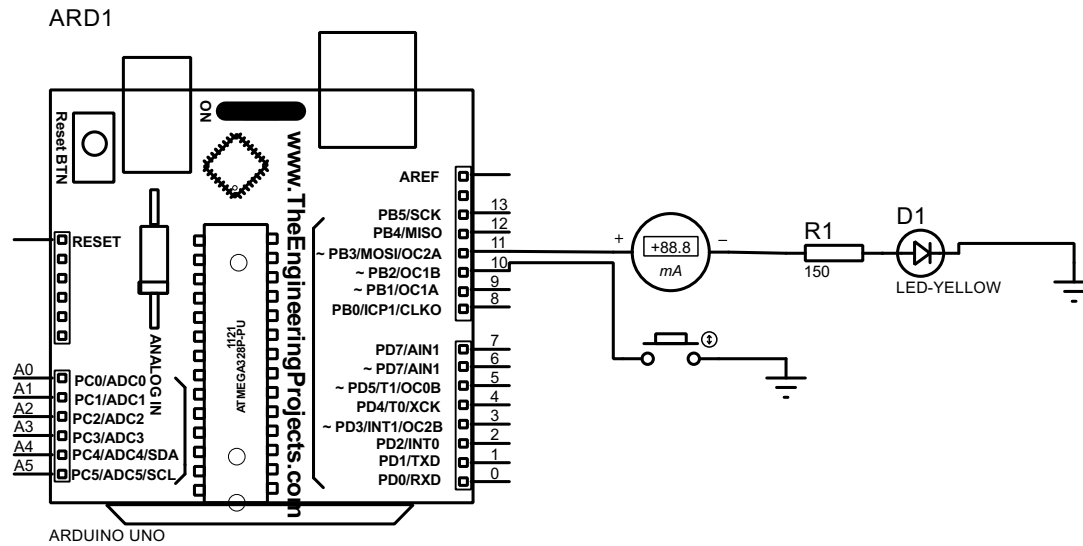 ARD1
Reset BTN
ON
www.TheEngineeringProjects.com
RESET
ANALOG IN
1121
ATMEGA328P-PU
A0 PC0/ADC0
A1 PC1/ADC1
A2 PC2/ADC2
A3 PC3/ADC3
A4 PC4/ADC4/SDA
A5 PC5/ADC5/SCL
AREF
PB5/SCK 13
PB4/MISO 12
~ PB3/MOSI/OC2A 11
~ PB2/OC1B 10
~ PB1/OC1A 9
PB0/ICP1/CLKO 8
PD7/AIN1 7
~ PD7/AIN1 6
~ PD5/T1/OC0B 5
PD4/T0/XCK 4
~ PD3/INT1/OC2B 3
PD2/INT0 2
PD1/TXD 1
PD0/RXD 0
ARDUINO UNO
+ −
+88.8
mA
R1
150
D1
LED-YELLOW